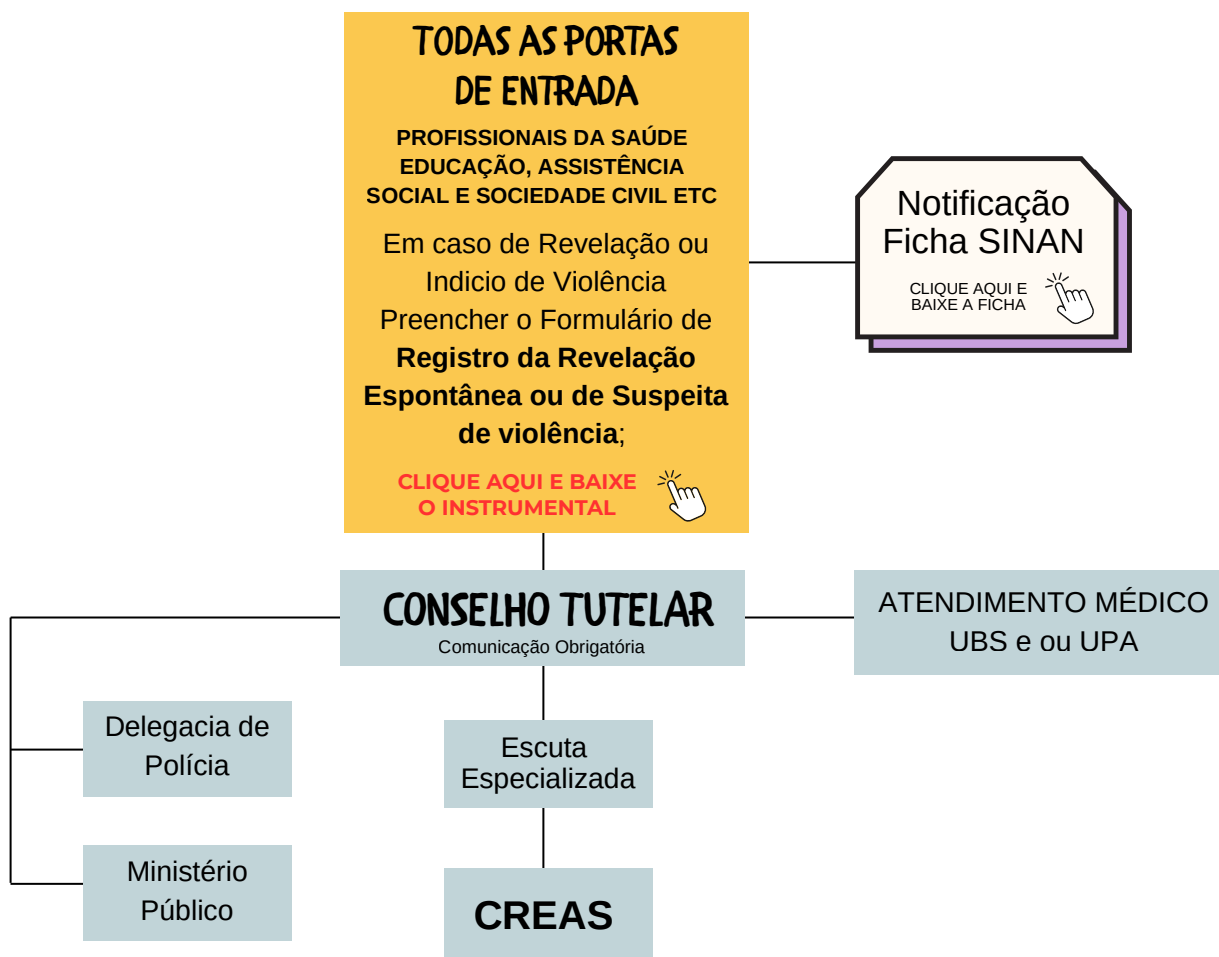 TODAS AS PORTAS
DE ENTRADA
PROFISSIONAIS DA SAÚDE
EDUCAÇÃO, ASSISTÊNCIA
SOCIAL E SOCIEDADE CIVIL ETC
Em caso de Revelação ou
Indicio de Violência
Preencher o Formulário de
Registro da Revelação
Espontânea ou de Suspeita
de violência;
CLIQUE AQUI E BAIXE
O INSTRUMENTAL
Notificação
Ficha SINAN
CLIQUE AQUI E
BAIXE A FICHA
CONSELHO TUTELAR
Comunicação Obrigatória
ATENDIMENTO MÉDICO
UBS e ou UPA
Delegacia de
Polícia
Escuta
Especializada
Ministério
Público
CREAS